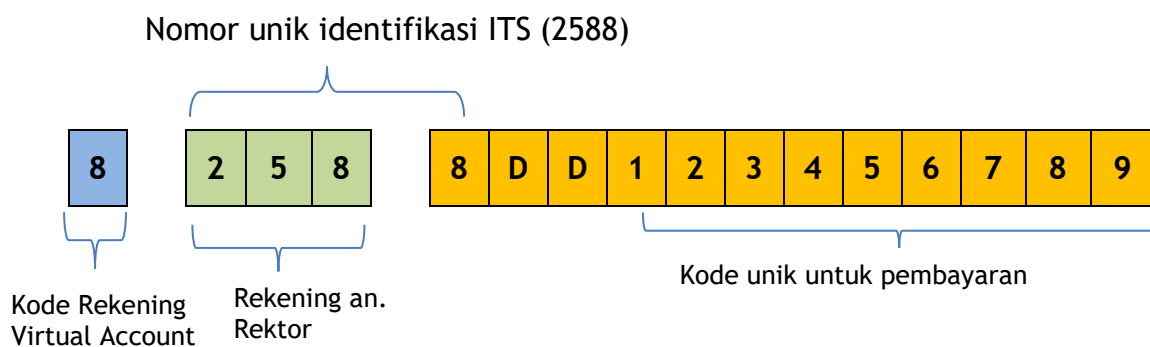 Nomor unik identifikasi ITS (2588)
8 2 5 8 8 D D 1 2 3 4 5 6 7 8 9
Kode unik untuk pembayaran
Kode Rekening
Virtual Account
Rekening an.
Rektor